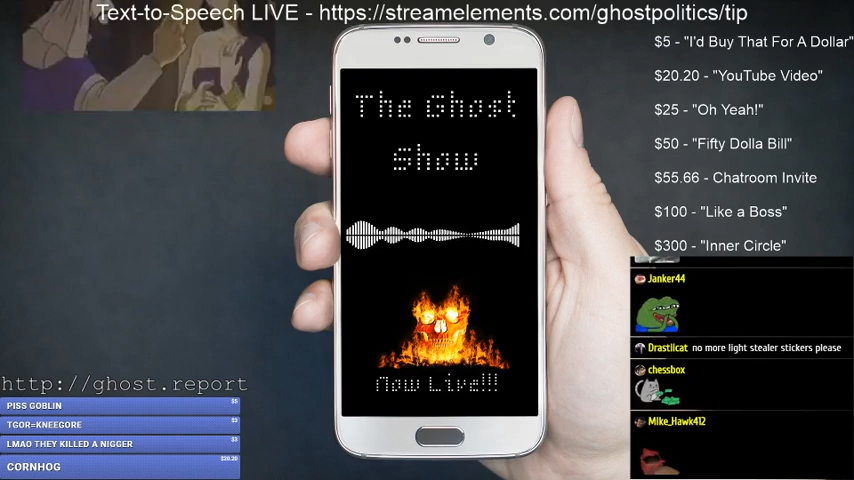 Text-to-Speech LIVE - https://streamelements.com/ghostpolitics/tip
$5 - "I'd Buy That For A Dollar"
$20.20 - "YouTube Video"
$25 - "Oh Yeah!"
$50 - "Fifty Dolla Bill"
$55.66 - Chatroom Invite
$100 - "Like a Boss"
$300 - "Inner Circle"
The Ghost
Show
Now Live!!!
Janker44
Drastiicat no more light stealer stickers please
chessbox
MIke_Hawk412
http://ghost.report
PISS GOBLIN $5
TGOR=KNEEGORE $3
LMAO THEY KILLED A NIGGER $3
CORNHOG $20.20